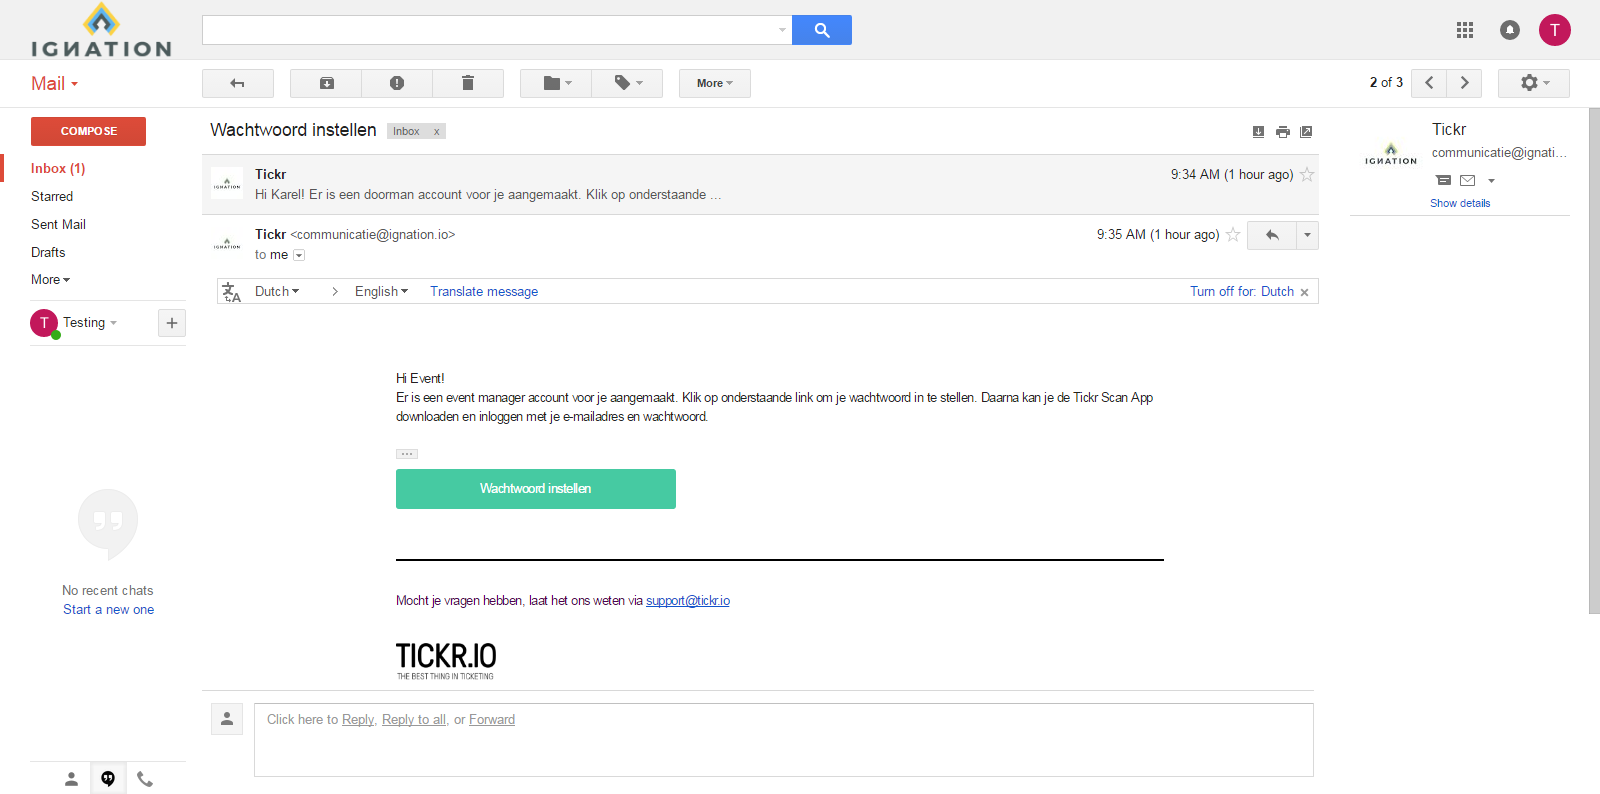 IGNATION
T
Mail
More
2 of 3
COMPOSE
Inbox (1)
Starred
Sent Mail
Drafts
More
T Testing
No recent chats
Start a new one
Wachtwoord instellen Inbox x
IGNATION
Tickr 9:34 AM (1 hour ago)
Hi Karel! Er is een doorman account voor je aangemaakt. Klik op onderstaande ...
IGNATION
Tickr <communicatie@ignation.io> 9:35 AM (1 hour ago)
to me
Dutch > English Translate message Turn off for: Dutch x
Hi Event!
Er is een event manager account voor je aangemaakt. Klik op onderstaande link om je wachtwoord in te stellen. Daarna kan je de Tickr Scan App
downloaden en inloggen met je e-mailadres en wachtwoord.
...
Wachtwoord instellen
Mocht je vragen hebben, laat het ons weten via support@tickr.io
TICKR.IO
THE BEST THING IN TICKETING
Click here to Reply, Reply to all, or Forward
IGNATION
Tickr
communicatie@ignati...
Show details